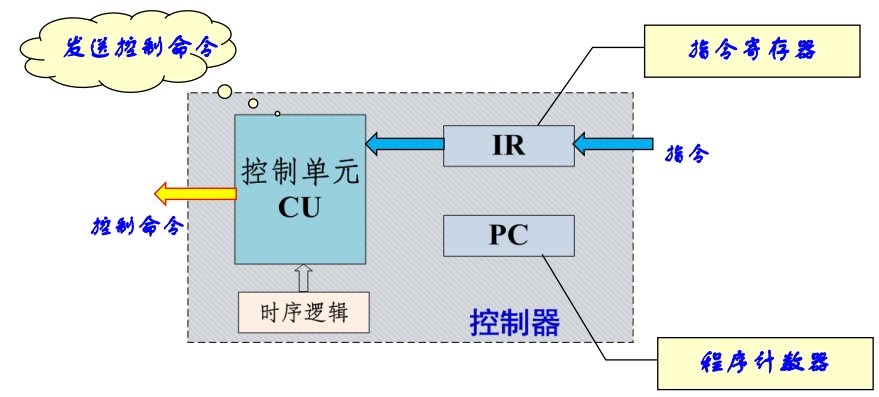 发送控制命令
指令寄存器
控制单元
CU
IR
指令
控制命令
PC
时序逻辑
控制器
程序计数器